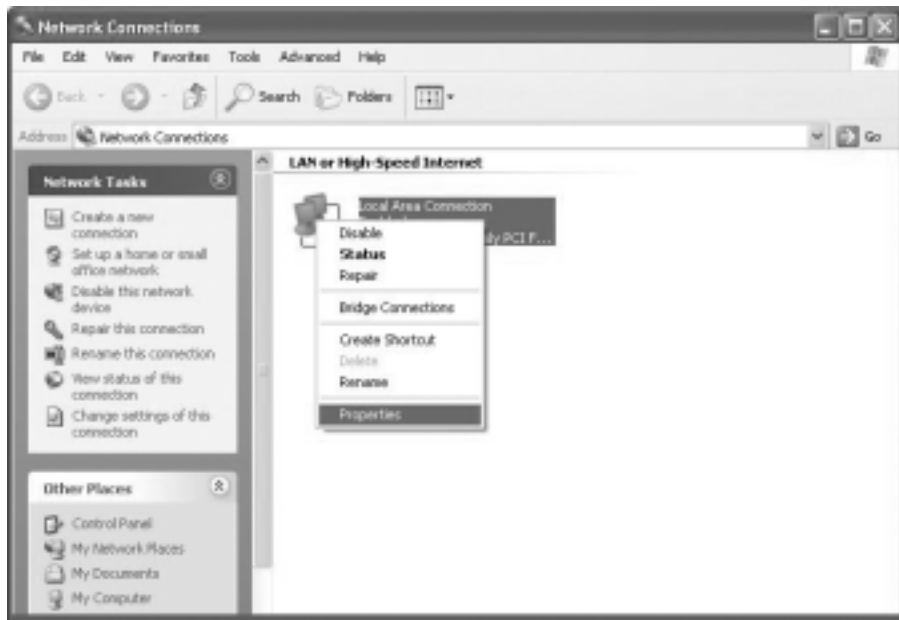 Network Connections
File Edit View Favorites Tools Advanced Help
Back Search Folders
Address Network Connections Go
Network Tasks
Create a new
connection
Set up a home or small
office network
Disable this network
device
Repair this connection
Rename this connection
View status of this
connection
Change settings of this
connection
Other Places
Control Panel
My Network Places
My Documents
My Computer
LAN or High-Speed Internet
Local Area Connection
PCI F...
Disable
Status
Repair
Bridge Connections
Create Shortcut
Delete
Rename
Properties